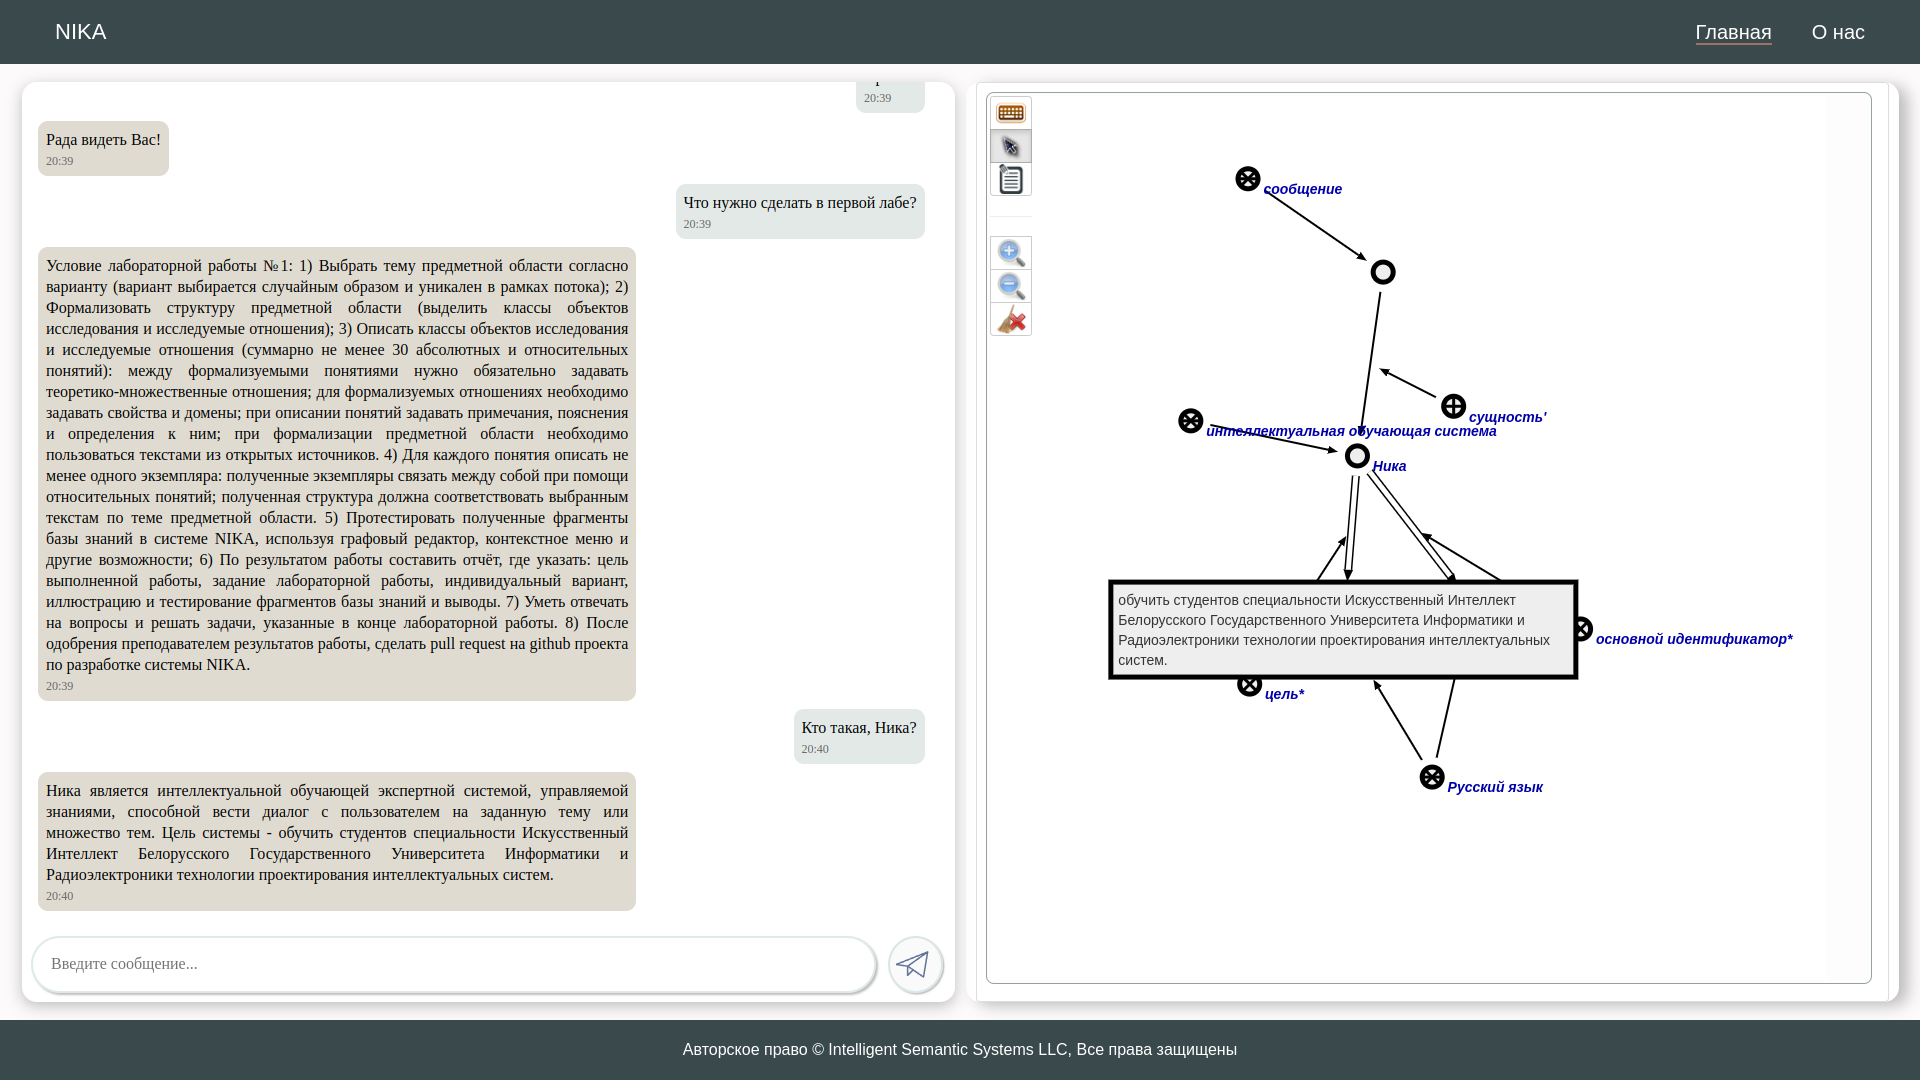 NIKA
Главная
О нас
20:39
Рада видеть Вас!
20:39
Что нужно сделать в первой лабе?
20:39
Условие лабораторной работы №1: 1) Выбрать тему предметной области согласно
варианту (вариант выбирается случайным образом и уникален в рамках потока); 2)
Формализовать структуру предметной области (выделить классы объектов
исследования и исследуемые отношения); 3) Описать классы объектов исследования
и исследуемые отношения (суммарно не менее 30 абсолютных и относительных
понятий): между формализуемыми понятиями нужно обязательно задавать
теоретико-множественные отношения; для формализуемых отношениях необходимо
задавать свойства и домены; при описании понятий задавать примечания, пояснения
и определения к ним; при формализации предметной области необходимо
пользоваться текстами из открытых источников. 4) Для каждого понятия описать не
менее одного экземпляра: полученные экземпляры связать между собой при помощи
относительных понятий; полученная структура должна соответствовать выбранным
текстам по теме предметной области. 5) Протестировать полученные фрагменты
базы знаний в системе NIKA, используя графовый редактор, контекстное меню и
другие возможности; 6) По результатом работы составить отчёт, где указать: цель
выполненной работы, задание лабораторной работы, индивидуальный вариант,
иллюстрацию и тестирование фрагментов базы знаний и выводы. 7) Уметь отвечать
на вопросы и решать задачи, указанные в конце лабораторной работы. 8) После
одобрения преподавателем результатов работы, сделать pull request на github проекта
по разработке системы NIKA.
20:39
Кто такая, Ника?
20:40
Ника является интеллектуальной обучающей экспертной системой, управляемой
знаниями, способной вести диалог с пользователем на заданную тему или
множество тем. Цель системы - обучить студентов специальности Искусственный
Интеллект Белорусского Государственного Университета Информатики и
Радиоэлектроники технологии проектирования интеллектуальных систем.
20:40
Введите сообщение...
сообщение
сущность'
интеллектуальная обучающая система
Ника
обучить студентов специальности Искусственный Интеллект
Белорусского Государственного Университета Информатики и
Радиоэлектроники технологии проектирования интеллектуальных
систем.
основной идентификатор*
цель*
Русский язык
Авторское право © Intelligent Semantic Systems LLC, Все права защищены